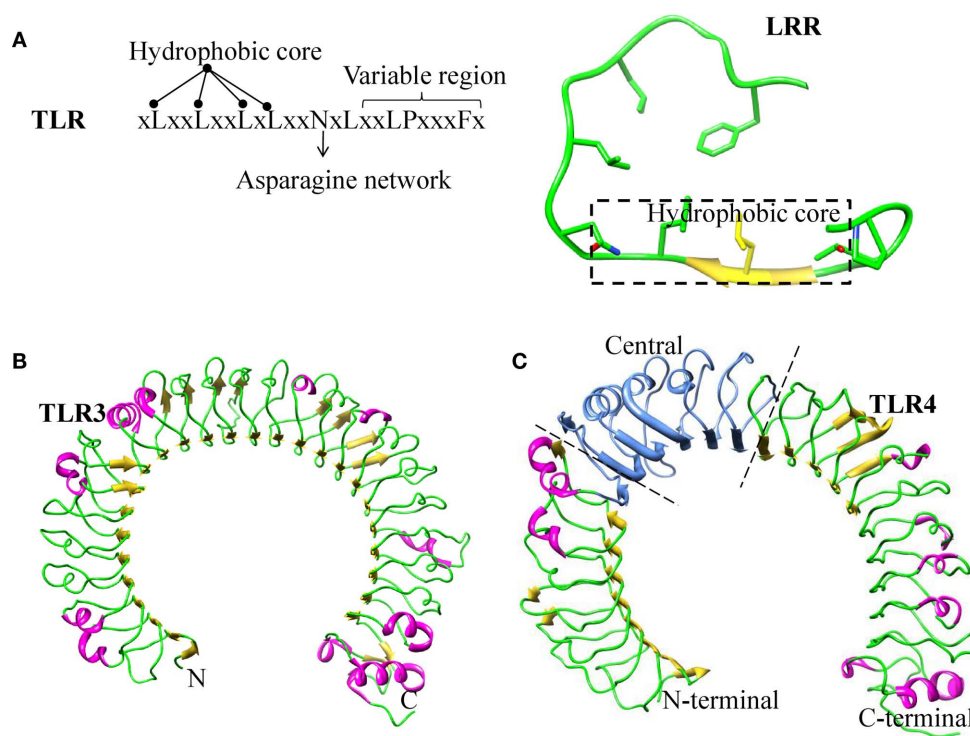 A
Hydrophobic core
Variable region
TLR
xLxxLxxLxLxxNxLxxLPxxxFx
Asparagine network
LRR
Hydrophobic core
B
TLR3
N
C
C
Central
TLR4
N-terminal
C-terminal